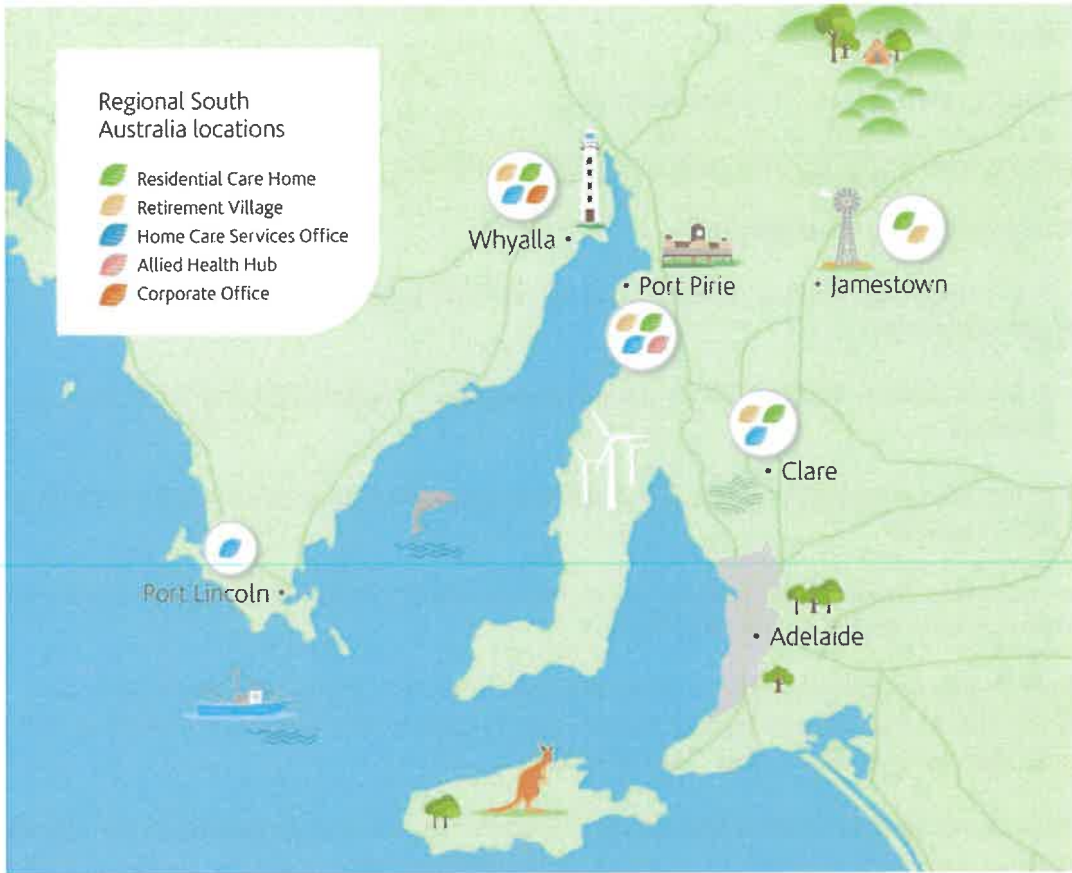 Regional South
Australia locations
Residential Care Home
Retirement Village
Home Care Services Office
Allied Health Hub
Corporate Office
Whyalla
Port Pirie
Jamestown
Clare
Port Lincoln
Adelaide